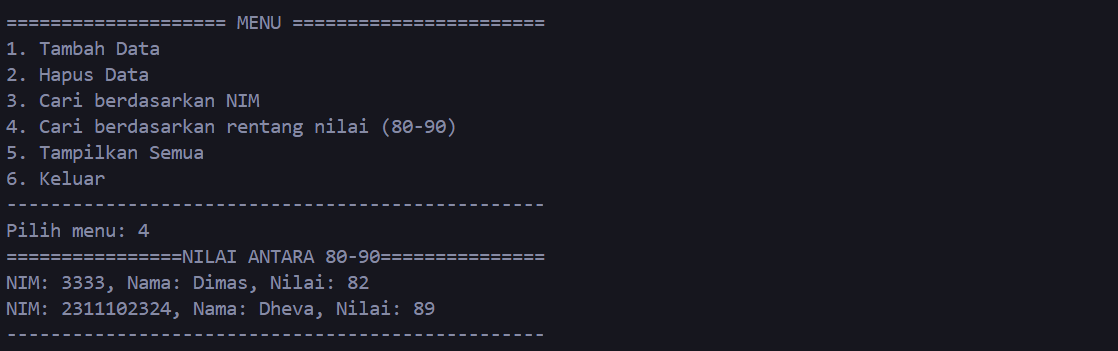 ==================== MENU =======================
1. Tambah Data
2. Hapus Data
3. Cari berdasarkan NIM
4. Cari berdasarkan rentang nilai (80-90)
5. Tampilkan Semua
6. Keluar
-------------------------------------------------
Pilih menu: 4
================NILAI ANTARA 80-90===============
NIM: 3333, Nama: Dimas, Nilai: 82
NIM: 2311102324, Nama: Dheva, Nilai: 89
-------------------------------------------------